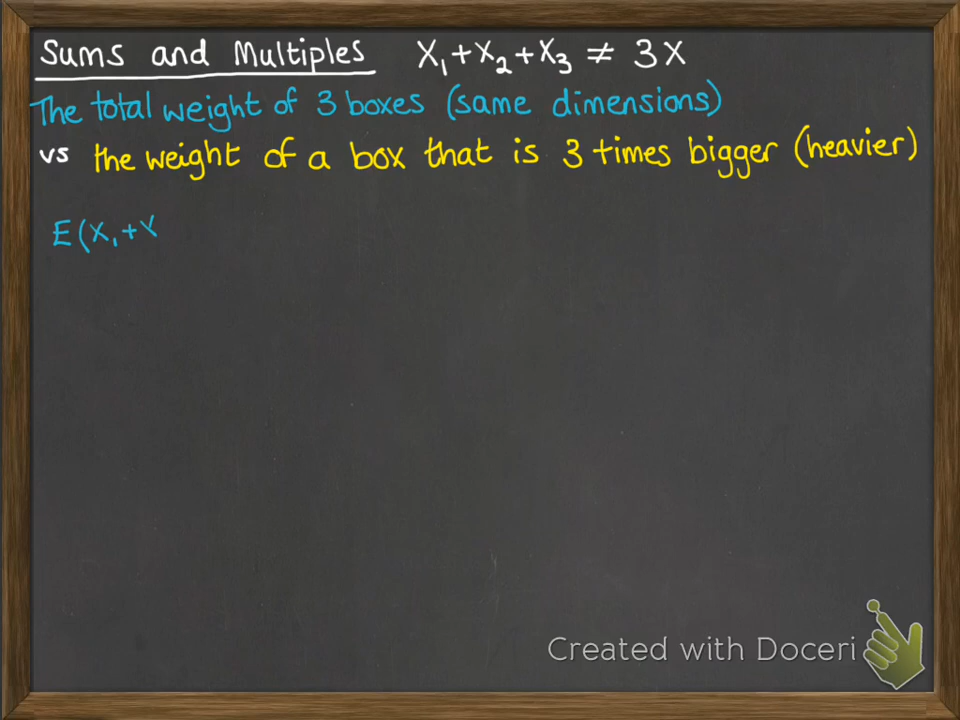 Sums and Multiples X₁+X₂+X₃ ≠ 3X
The total weight of 3 boxes (same dimensions)
vs the weight of a box that is 3 times bigger (heavier)
E(X₁+X
Created with Doceri